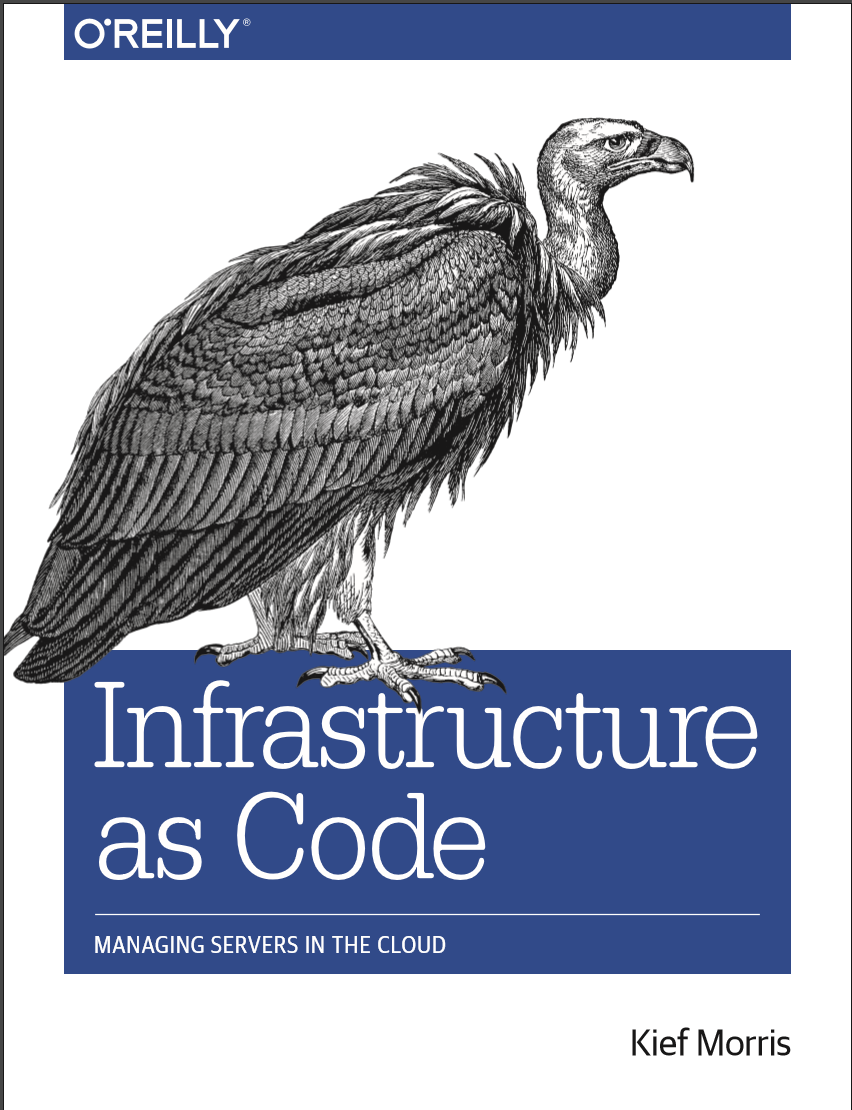 O'REILLY®
Infrastructure
as Code
MANAGING SERVERS IN THE CLOUD
Kief Morris